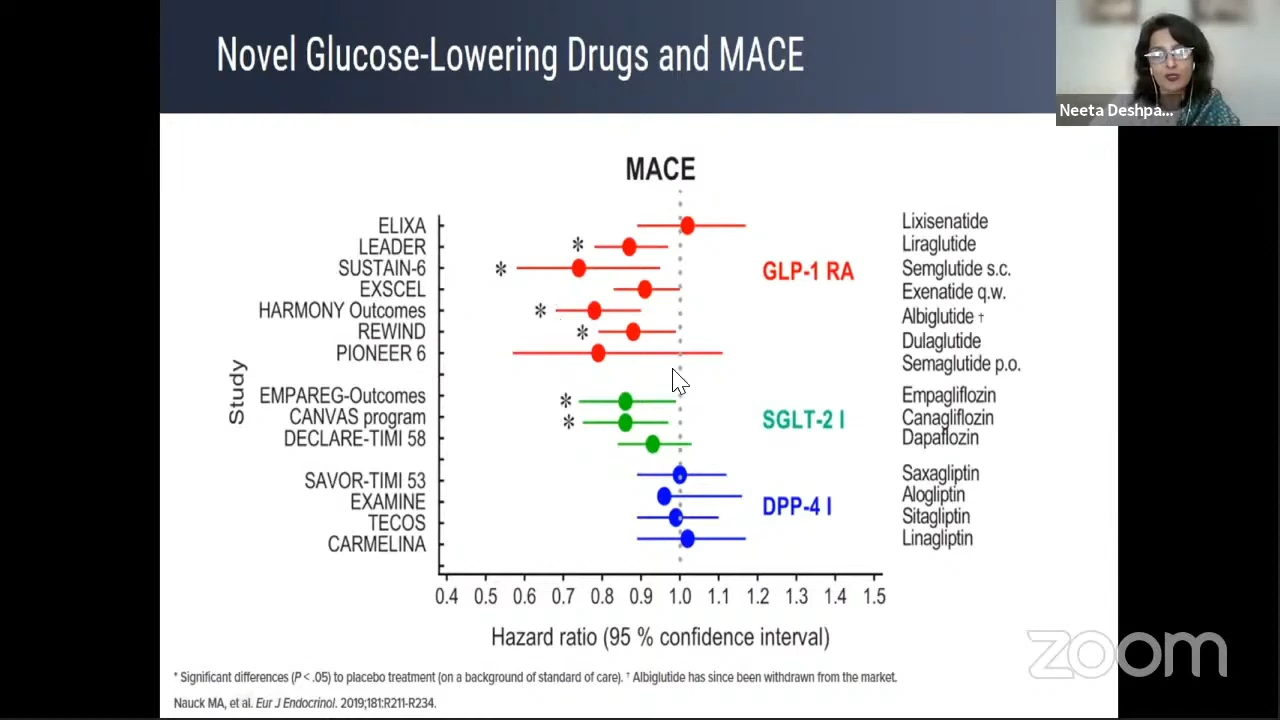 Novel Glucose-Lowering Drugs and MACE
Neeta Deshpa...
MACE
ELIXA
LEADER
SUSTAIN-6
EXSCEL
HARMONY Outcomes
REWIND
PIONEER 6
EMPAREG-Outcomes
CANVAS program
DECLARE-TIMI 58
SAVOR-TIMI 53
EXAMINE
TECOS
CARMELINA
Study
*
*
*
*
*
*
GLP-1 RA
SGLT-2 I
DPP-4 I
Lixisenatide
Liraglutide
Semglutide s.c.
Exenatide q.w.
Albiglutide †
Dulaglutide
Semaglutide p.o.
Empagliflozin
Canagliflozin
Dapaflozin
Saxagliptin
Alogliptin
Sitagliptin
Linagliptin
0.4 0.5 0.6 0.7 0.8 0.9 1.0 1.1 1.2 1.3 1.4 1.5
Hazard ratio (95 % confidence interval)
* Significant differences (P < .05) to placebo treatment (on a background of standard of care). † Albiglutide has since been withdrawn from the market.
Nauck MA, et al. Eur J Endocrinol. 2019;181:R211-R234.
zoom